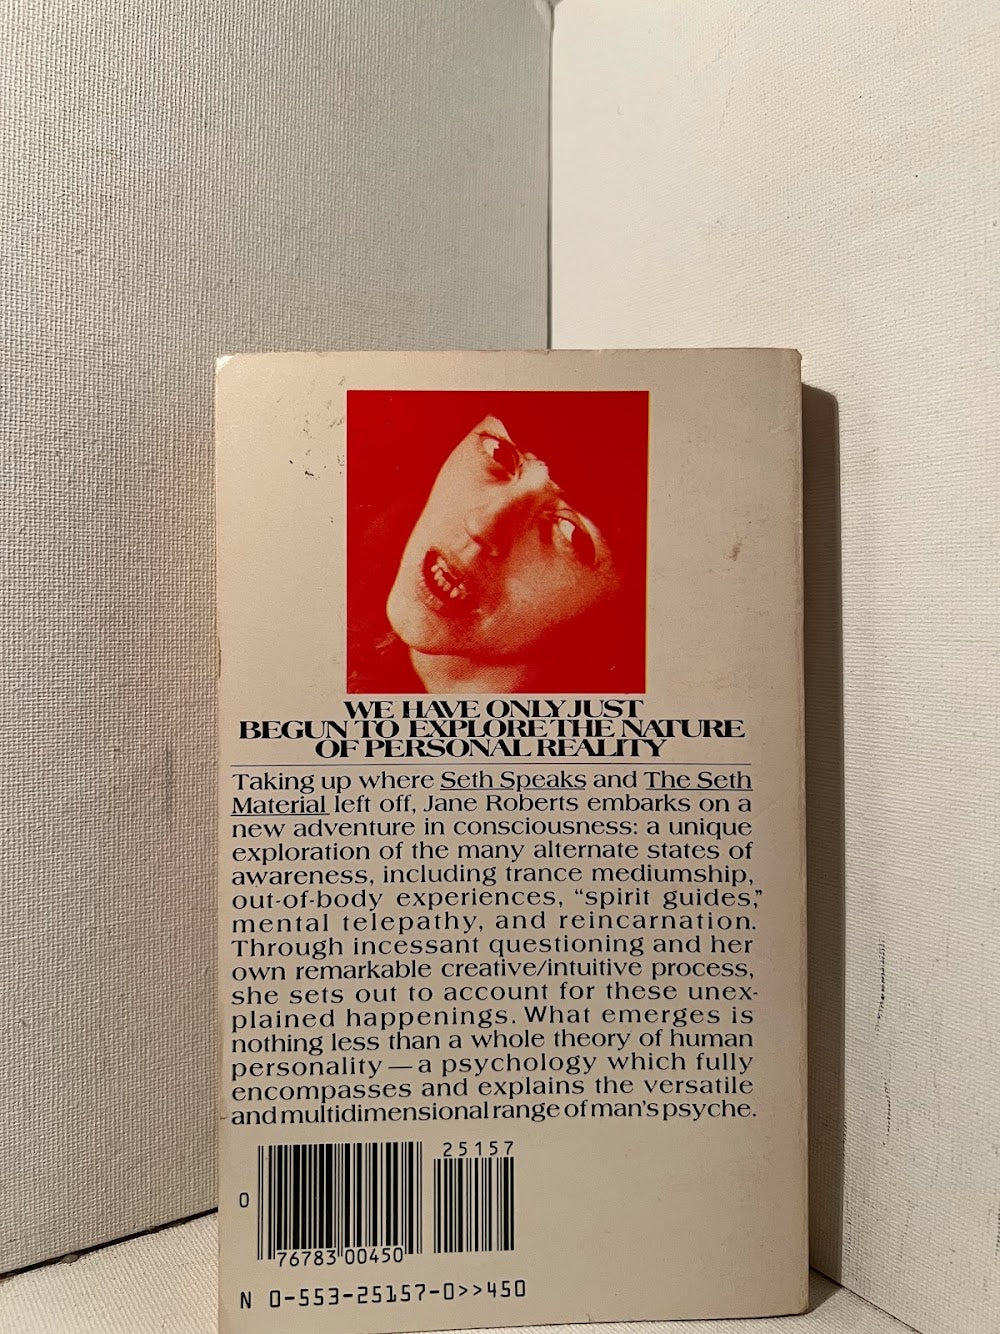 WE HAVE ONLY JUST
BEGUN TO EXPLORE THE NATURE
OF PERSONAL REALITY
Taking up where Seth Speaks and The Seth
Material left off, Jane Roberts embarks on a
new adventure in consciousness: a unique
exploration of the many alternate states of
awareness, including trance mediumship,
out-of-body experiences, “spirit guides,”
mental telepathy, and reincarnation.
Through incessant questioning and her
own remarkable creative/intuitive process,
she sets out to account for these unex-
plained happenings. What emerges is
nothing less than a whole theory of human
personality — a psychology which fully
encompasses and explains the versatile
and multidimensional range of man's psyche.
25157
0
76783 00450
N 0-553-25157-0>>450